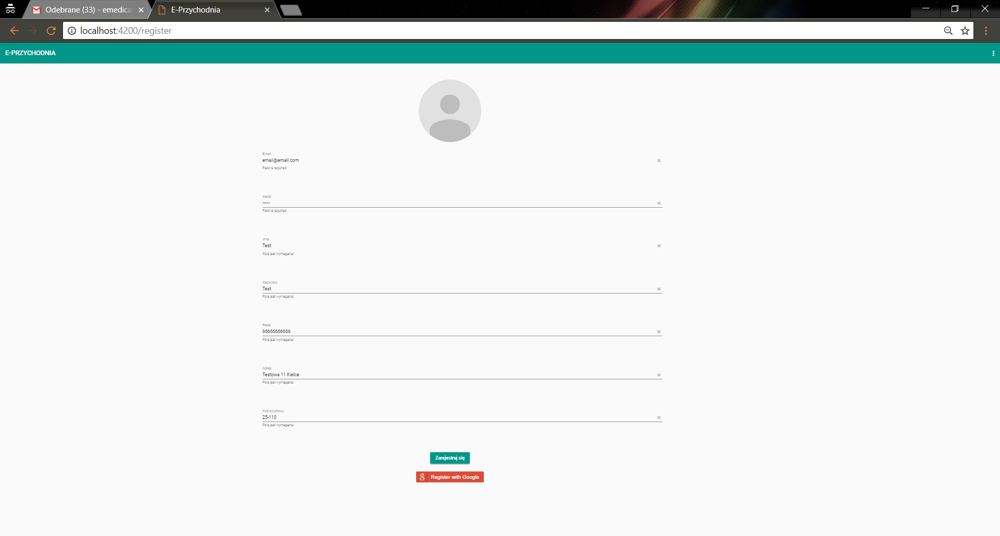 Odebrane (33) - emedica
E-Przychodnia
localhost:4200/register
E-PRZYCHODNIA
Email
email@email.com
Field is required
Hasło
•••••
Field is required
Imie
Test
Pole jest wymagane!
Nazwisko
Test
Pole jest wymagane!
Pesel
66666666666
Pole jest wymagane!
Adres
Testowa 11 Kielce
Pole jest wymagane!
Kod pocztowy
25-110
Pole jest wymagane!
Zarejestruj się
Register with Google